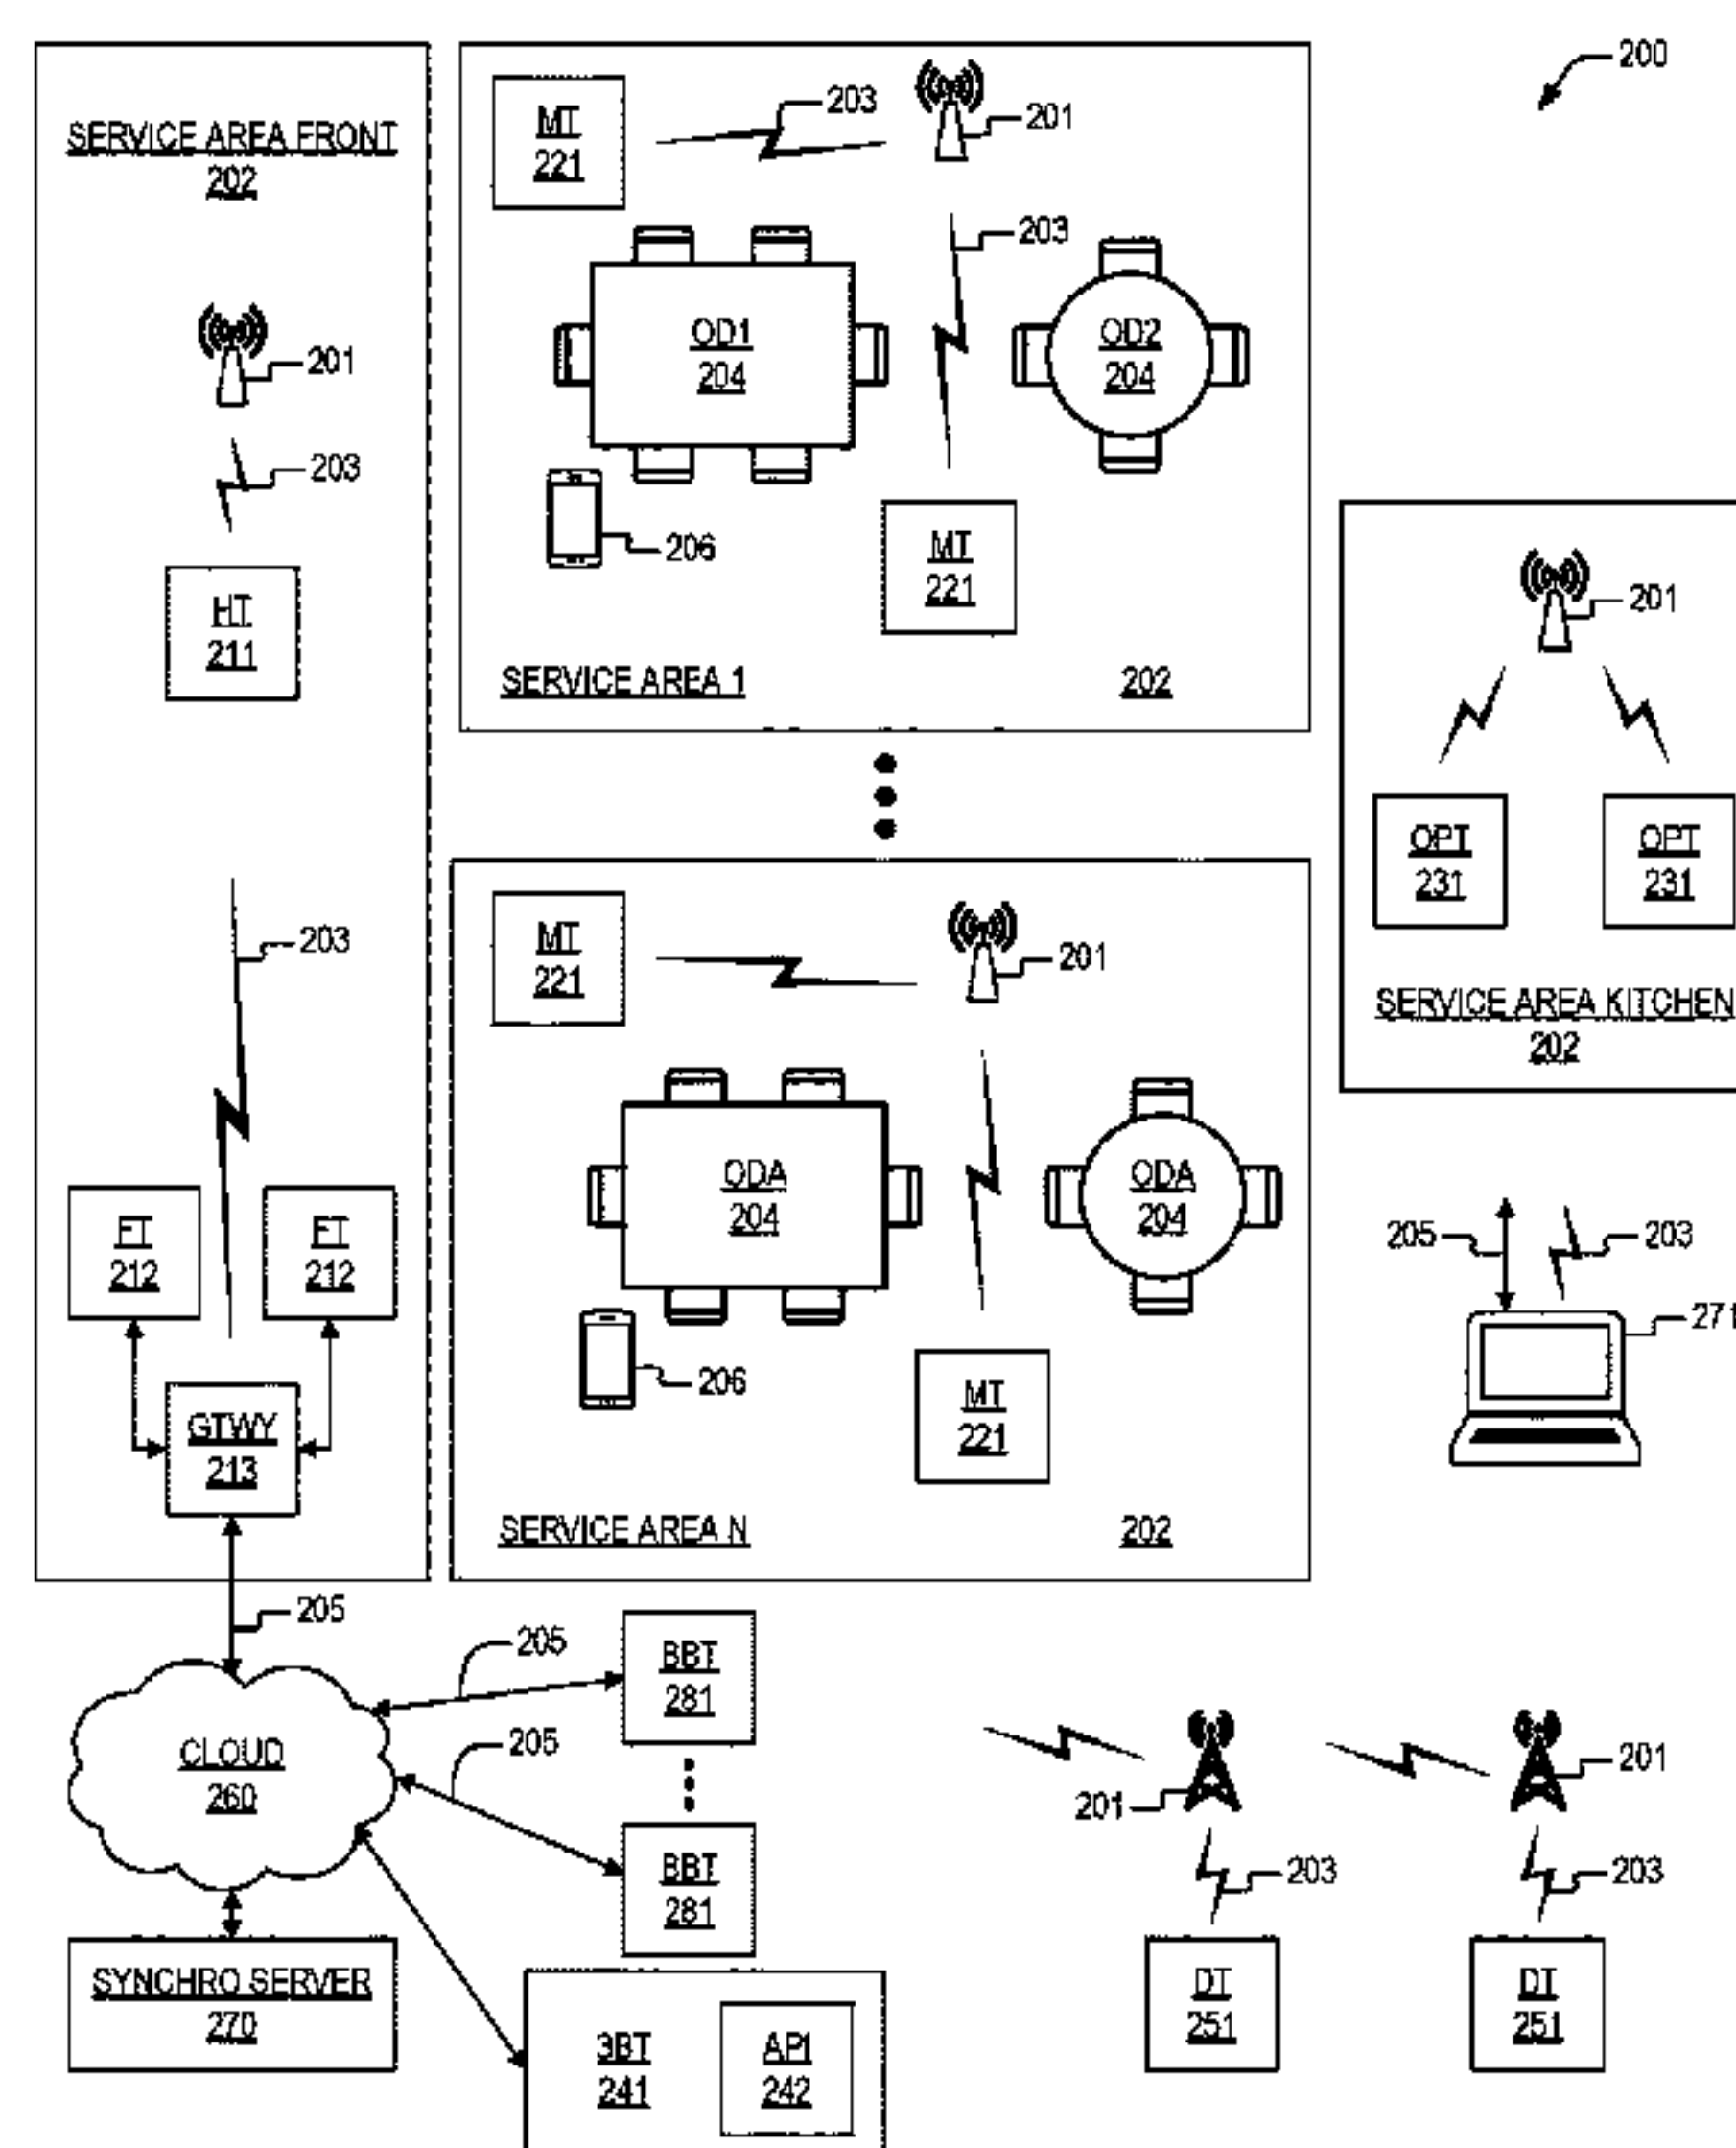 200
SERVICE AREA FRONT
202
201
203
HT
211
203
FT
212
FT
212
GTWY
213
205
MT
221
203
201
203
OD1
204
OD2
204
206
MT
221
SERVICE AREA 1
202
MT
221
201
ODA
204
ODA
204
206
MT
221
SERVICE AREA N
202
201
OPT
231
OPT
231
SERVICE AREA KITCHEN
202
205
203
271
CLOUD
260
205
205
BBT
281
BBT
281
SYNCHRO SERVER
270
3BT
241
API
242
201
203
DT
251
201
203
DT
251